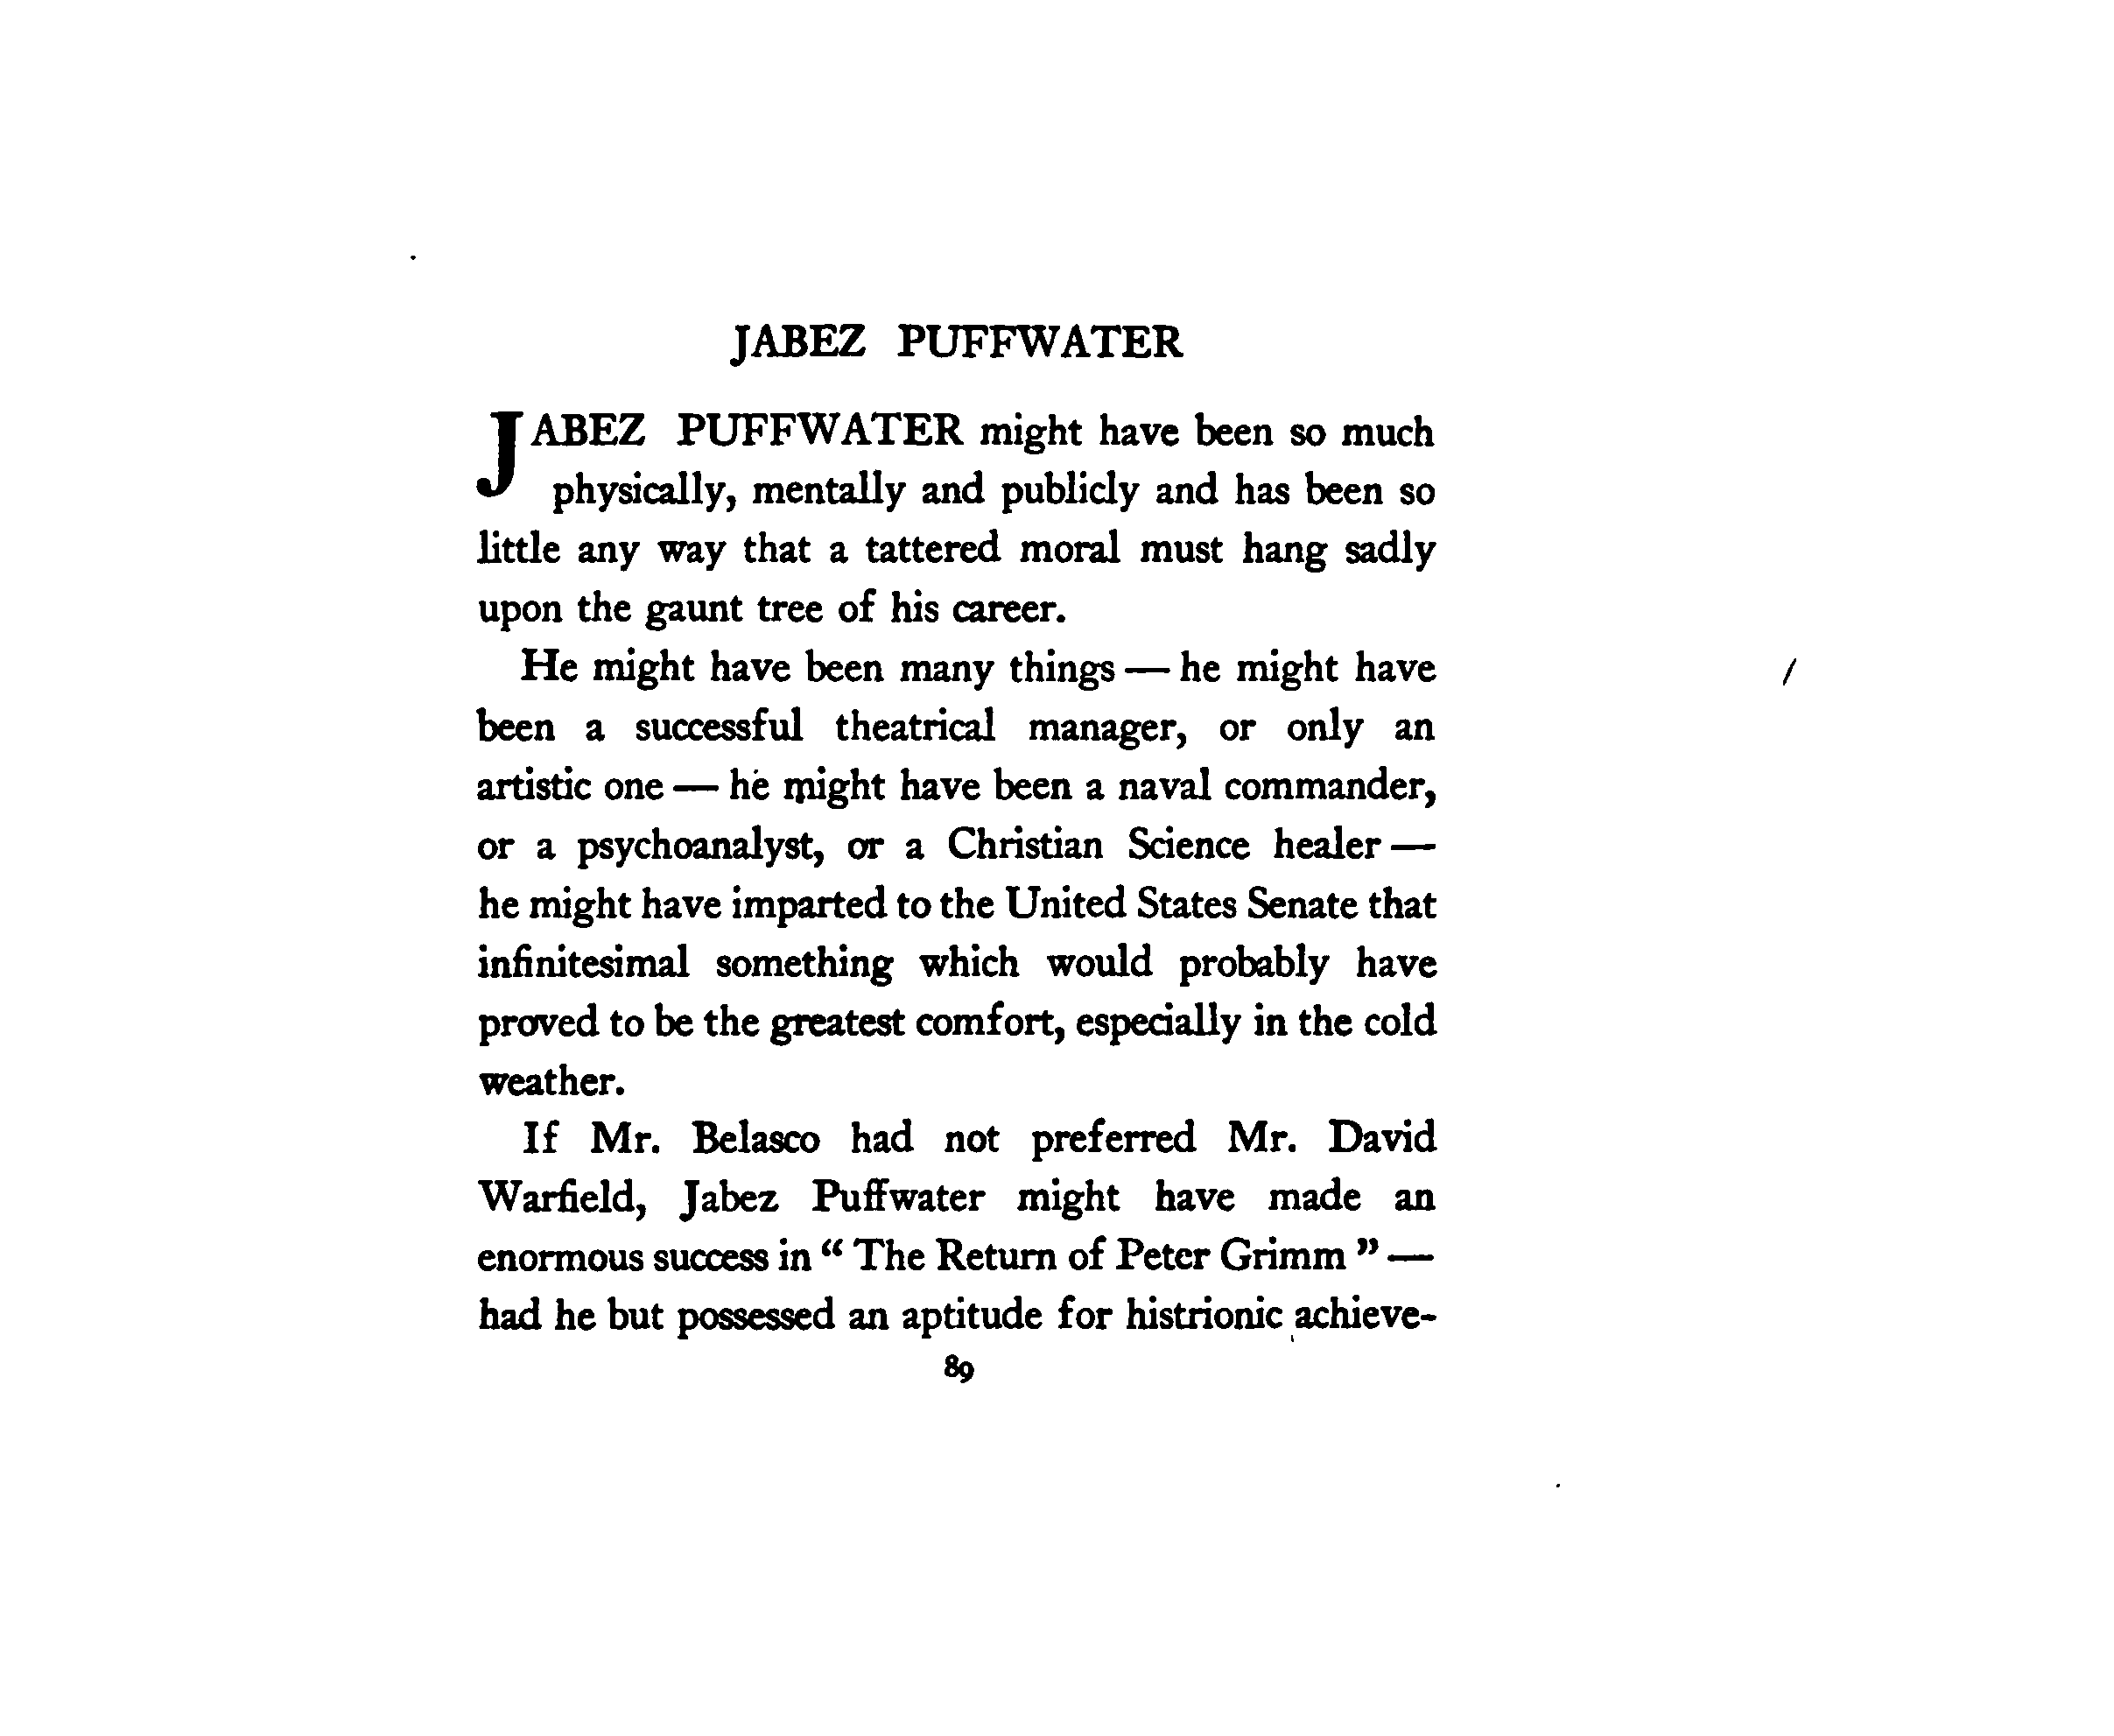 JABEZ PUFFWATER
JABEZ PUFFWATER might have been so much
physically, mentally and publicly and has been so
little any way that a tattered moral must hang sadly
upon the gaunt tree of his career.
He might have been many things — he might have
been a successful theatrical manager, or only an
artistic one — he might have been a naval commander,
or a psychoanalyst, or a Christian Science healer —
he might have imparted to the United States Senate that
infinitesimal something which would probably have
proved to be the greatest comfort, especially in the cold
weather.
If Mr. Belasco had not preferred Mr. David
Warfield, Jabez Puffwater might have made an
enormous success in “ The Return of Peter Grimm ” —
had he but possessed an aptitude for histrionic achieve-
89